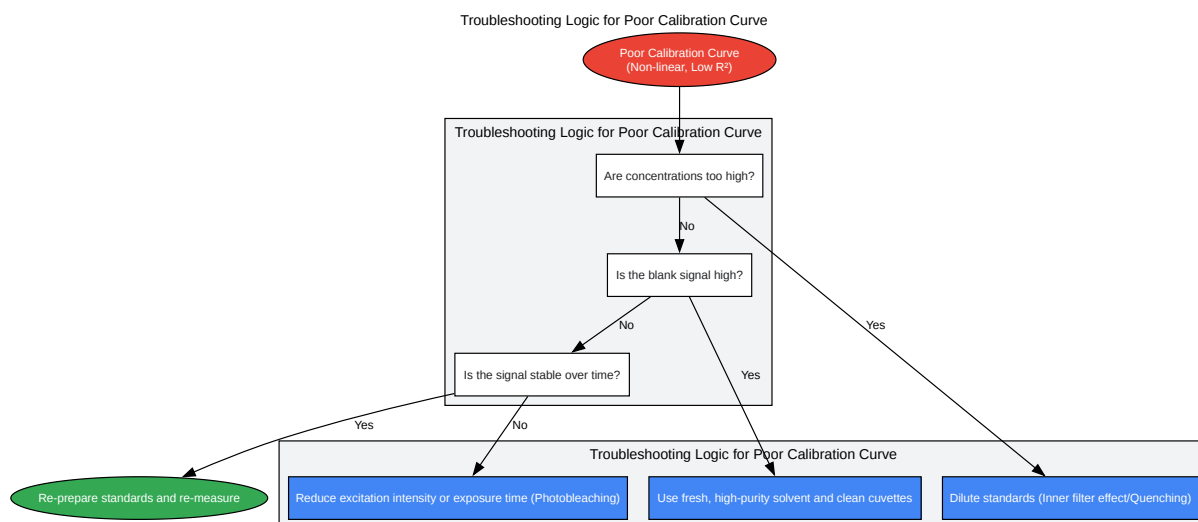 Troubleshooting Logic for Poor Calibration Curve
Poor Calibration Curve
(Non-linear, Low R²)
Troubleshooting Logic for Poor Calibration Curve
Are concentrations too high?
No
Is the blank signal high?
No
Yes
Is the signal stable over time?
Yes
Yes
No
Troubleshooting Logic for Poor Calibration Curve
Re-prepare standards and re-measure
Reduce excitation intensity or exposure time (Photobleaching)
Use fresh, high-purity solvent and clean cuvettes
Dilute standards (Inner filter effect/Quenching)